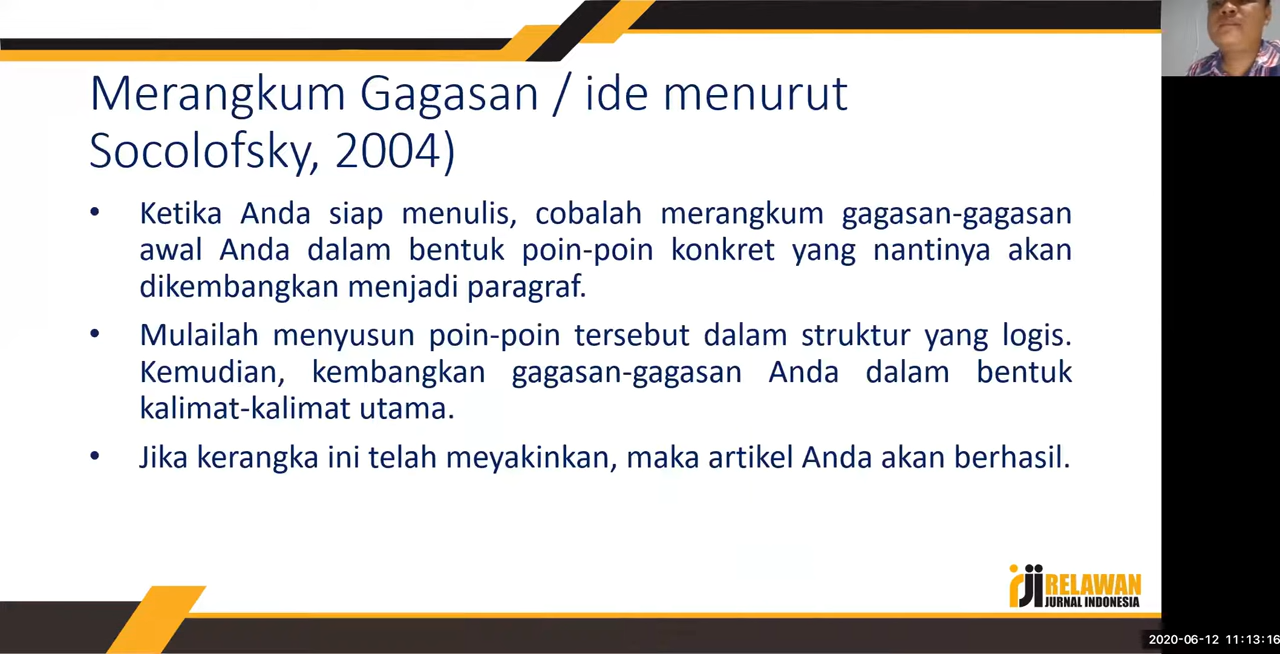 Merangkum Gagasan / ide menurut
Socolofsky, 2004)
• Ketika Anda siap menulis, cobalah merangkum gagasan-gagasan
awal Anda dalam bentuk poin-poin konkret yang nantinya akan
dikembangkan menjadi paragraf.
• Mulailah menyusun poin-poin tersebut dalam struktur yang logis.
Kemudian, kembangkan gagasan-gagasan Anda dalam bentuk
kalimat-kalimat utama.
• Jika kerangka ini telah meyakinkan, maka artikel Anda akan berhasil.
rji RELAWAN
JURNAL INDONESIA
2020-06-12 11:13:16